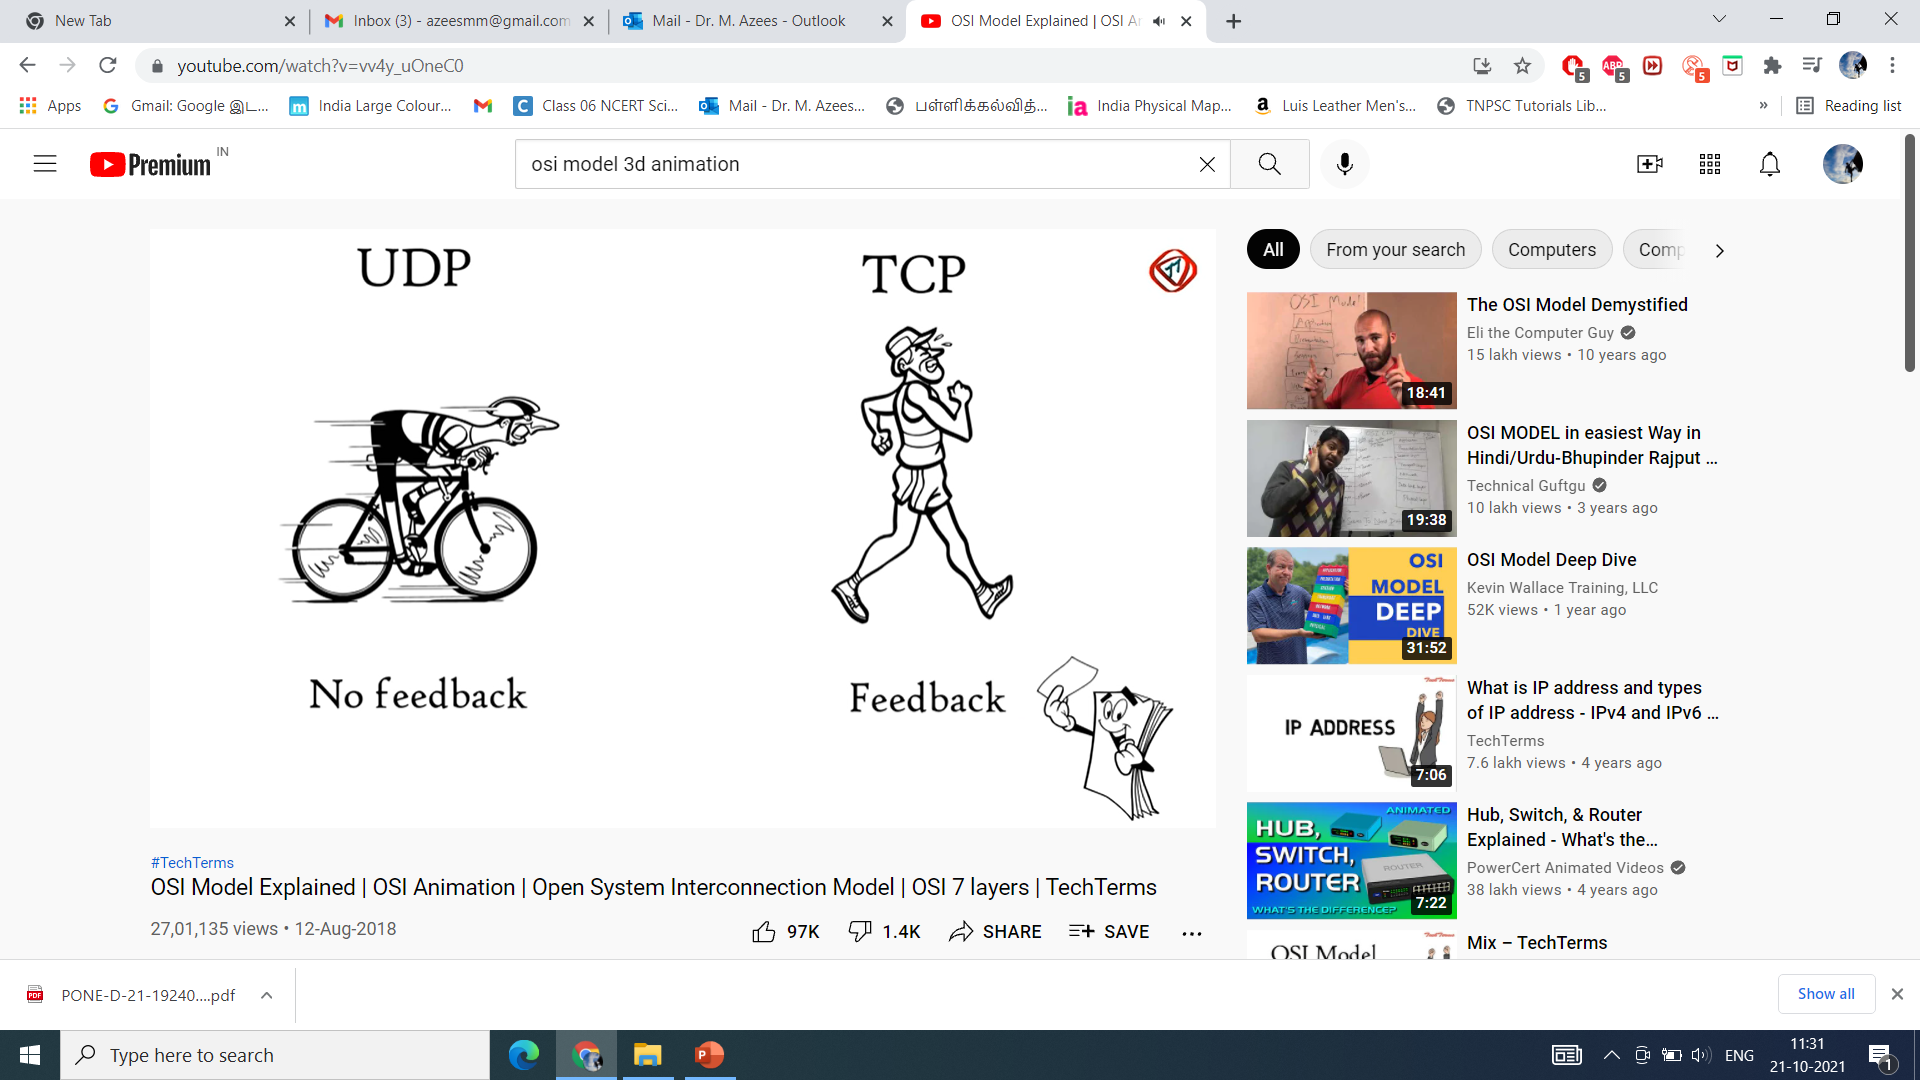 New Tab
Inbox (3) - azeesmm@gmail.com
Mail - Dr. M. Azees - Outlook
OSI Model Explained | OSI An
youtube.com/watch?v=vv4y_uOneC0
5
ABP 5
5
Apps
Gmail: Google இட...
India Large Colour...
Class 06 NCERT Sci...
Mail - Dr. M. Azees...
பள்ளிக்கல்வித்...
India Physical Map...
Luis Leather Men's...
TNPSC Tutorials Lib...
» Reading list
Premium IN
osi model 3d animation
UDP
TCP
No feedback
Feedback
#TechTerms
OSI Model Explained | OSI Animation | Open System Interconnection Model | OSI 7 layers | TechTerms
27,01,135 views • 12-Aug-2018
97K
1.4K
SHARE
SAVE
All
From your search
Computers
Comp
OSI Model
18:41
The OSI Model Demystified
Eli the Computer Guy
15 lakh views • 10 years ago
19:38
OSI MODEL in easiest Way in
Hindi/Urdu-Bhupinder Rajput ...
Technical Guftgu
10 lakh views • 3 years ago
OSI
MODEL
DEEP
DIVE
31:52
OSI Model Deep Dive
Kevin Wallace Training, LLC
52K views • 1 year ago
IP ADDRESS
7:06
What is IP address and types
of IP address - IPv4 and IPv6 ...
TechTerms
7.6 lakh views • 4 years ago
ANIMATED
HUB,
SWITCH,
ROUTER
ROUTER
WHAT'S THE DIFFERENCE?
7:22
Hub, Switch, & Router
Explained - What's the...
PowerCert Animated Videos
38 lakh views • 4 years ago
OSI Model
Mix – TechTerms
PDF
PONE-D-21-19240....pdf
Show all
Type here to search
ENG
11:31
21-10-2021
1